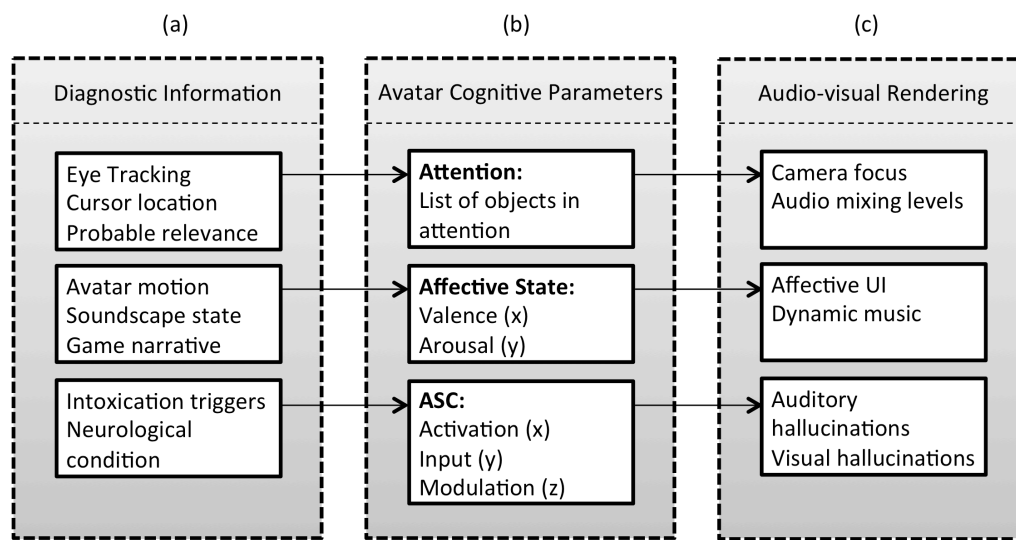 (a)
(b)
(c)
Diagnostic Information
Avatar Cognitive Parameters
Audio-visual Rendering
Eye Tracking
Cursor location
Probable relevance
Attention:
List of objects in
attention
Camera focus
Audio mixing levels
Avatar motion
Soundscape state
Game narrative
Affective State:
Valence (x)
Arousal (y)
Affective UI
Dynamic music
Intoxication triggers
Neurological
condition
ASC:
Activation (x)
Input (y)
Modulation (z)
Auditory
hallucinations
Visual hallucinations